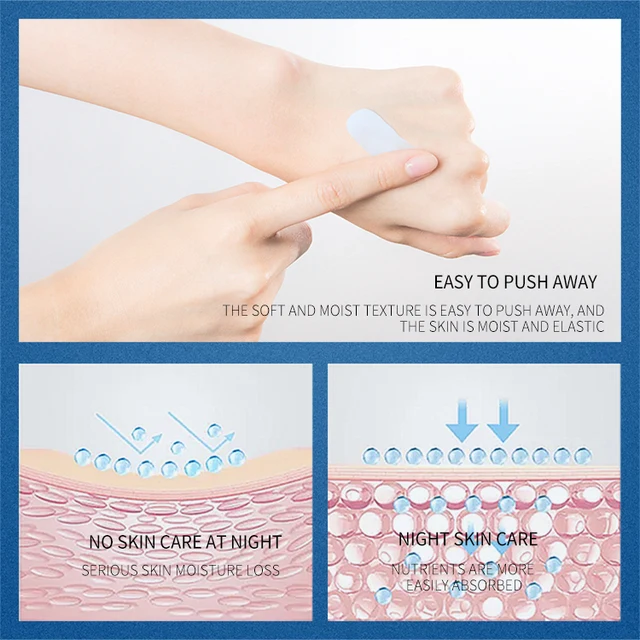 EASY TO PUSH AWAY
THE SOFT AND MOIST TEXTURE IS EASY TO PUSH AWAY, AND
THE SKIN IS MOIST AND ELASTIC
NO SKIN CARE AT NIGHT
SERIOUS SKIN MOISTURE LOSS
NIGHT SKIN CARE
NUTRIENTS ARE MORE
EASILY ABSORBED